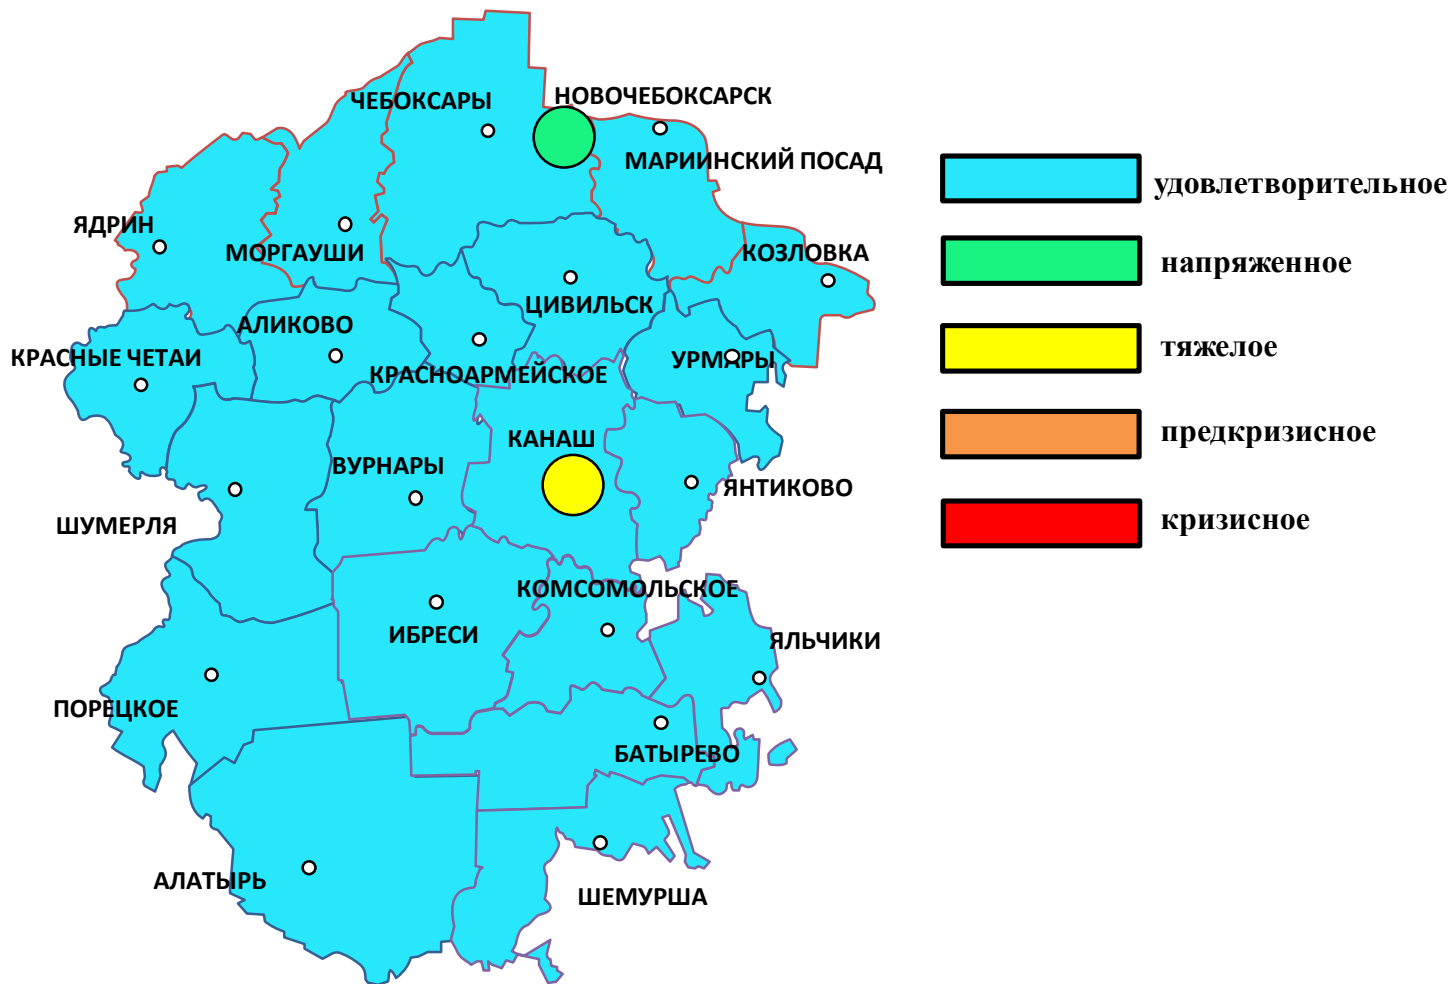 НОВОЧЕБОКСАРСК
ЧЕБОКСАРЫ
МАРИИНСКИЙ ПОСАД
ЯДРИН
МОРГАУШИ
КОЗЛОВКА
ЦИВИЛЬСК
АЛИКОВО
КРАСНЫЕ ЧЕТАИ
КРАСНОАРМЕЙСКОЕ
УРМАРЫ
КАНАШ
ВУРНАРЫ
ЯНТИКОВО
ШУМЕРЛЯ
КОМСОМОЛЬСКОЕ
ИБРЕСИ
ЯЛЬЧИКИ
ПОРЕЦКОЕ
БАТЫРЕВО
АЛАТЫРЬ
ШЕМУРША
удовлетворительное
напряженное
тяжелое
предкризисное
кризисное